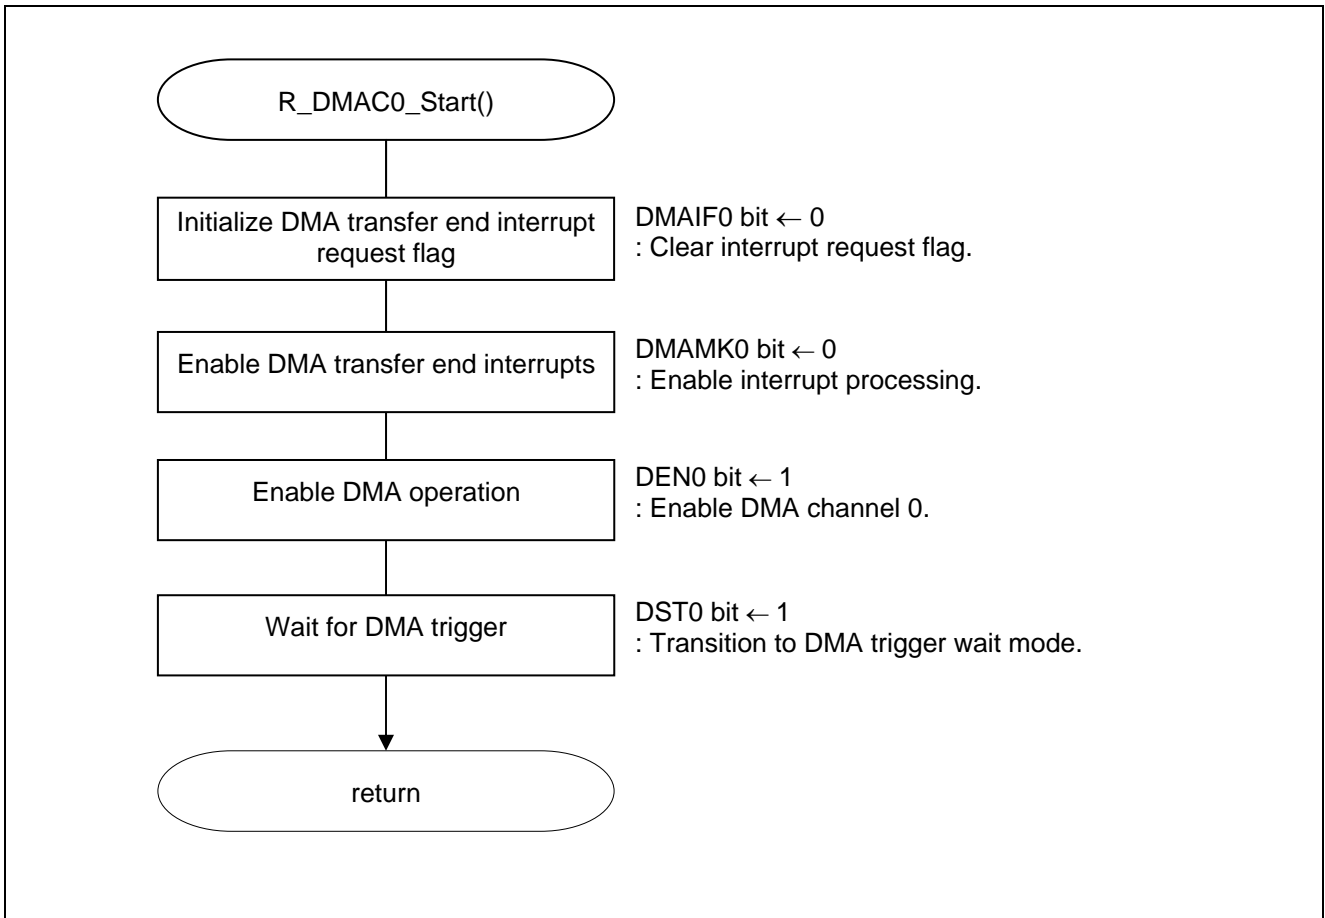 R_DMAC0_Start()
Initialize DMA transfer end interrupt
request flag
DMAIF0 bit ← 0
: Clear interrupt request flag.
Enable DMA transfer end interrupts
DMAMK0 bit ← 0
: Enable interrupt processing.
Enable DMA operation
DEN0 bit ← 1
: Enable DMA channel 0.
Wait for DMA trigger
DST0 bit ← 1
: Transition to DMA trigger wait mode.
return